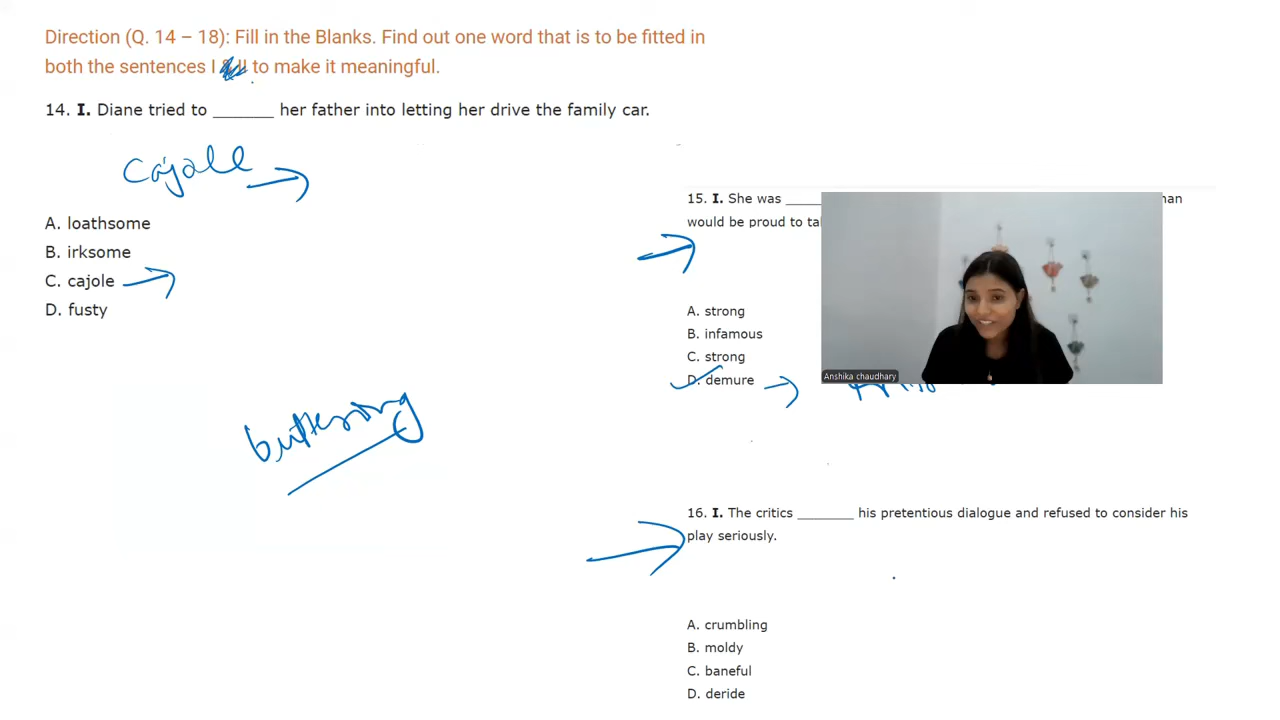 Direction (Q. 14 – 18): Fill in the Blanks. Find out one word that is to be fitted in
both the sentences I to make it meaningful.
14. I. Diane tried to ______ her father into letting her drive the family car.
Cajole
A. loathsome
B. irksome
C. cajole
D. fusty
buttering
15. I. She was _____ man
would be proud to
A. strong
B. infamous
C. strong
D. demure
Anshika chaudhary
16. I. The critics _______ his pretentious dialogue and refused to consider his
play seriously.
A. crumbling
B. moldy
C. baneful
D. deride